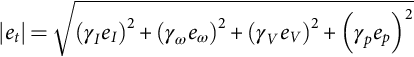 |e_t| = √((γ_I e_I)² + (γ_ω e_ω)² + (γ_V e_V)² + (γ_p e_p)²)